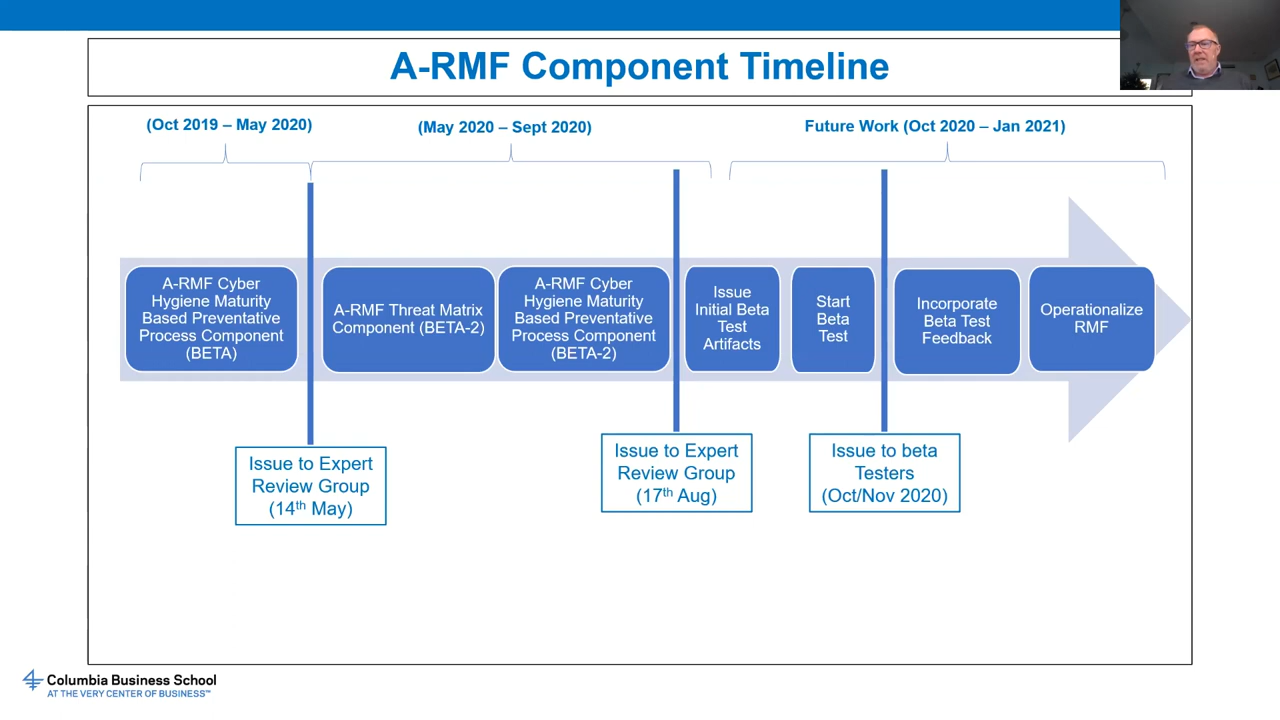 A-RMF Component Timeline
(Oct 2019 – May 2020)
(May 2020 – Sept 2020)
Future Work (Oct 2020 – Jan 2021)
A-RMF Cyber
Hygiene Maturity
Based Preventative
Process Component
(BETA)
A-RMF Threat Matrix
Component (BETA-2)
A-RMF Cyber
Hygiene Maturity
Based Preventative
Process Component
(BETA-2)
Issue
Initial Beta
Test
Artifacts
Start
Beta
Test
Incorporate
Beta Test
Feedback
Operationalize
RMF
Issue to Expert
Review Group
(14th May)
Issue to Expert
Review Group
(17th Aug)
Issue to beta
Testers
(Oct/Nov 2020)
Columbia Business School
AT THE VERY CENTER OF BUSINESS™